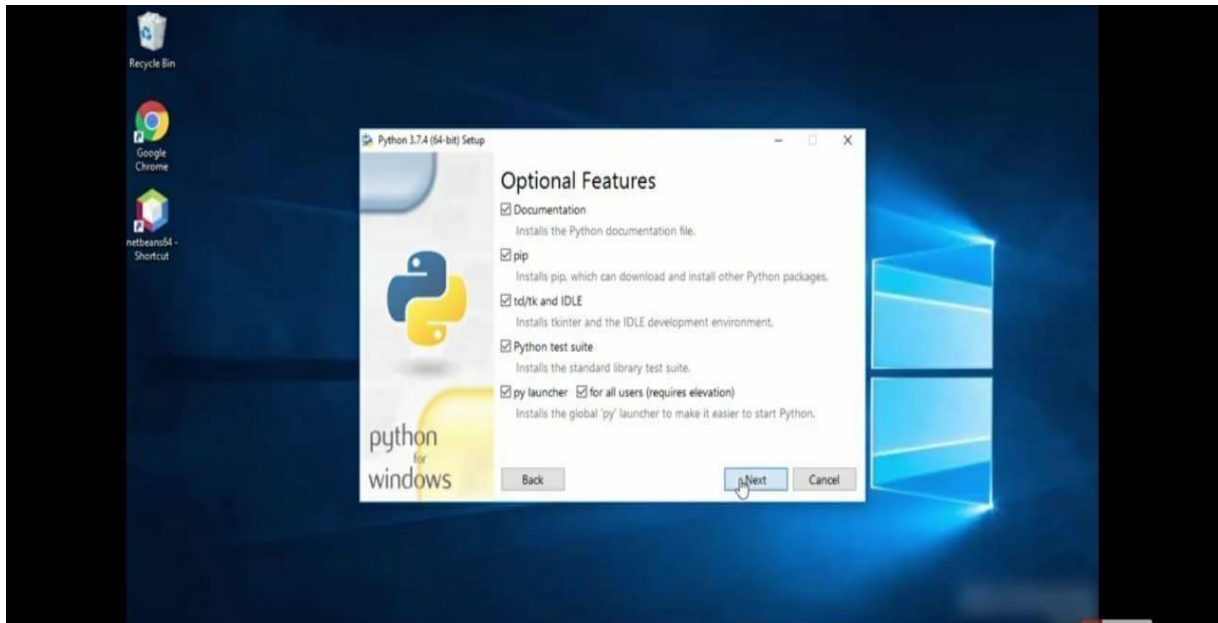 Recycle Bin
Google
Chrome
netbeans64 -
Shortcut
Python 3.7.4 (64-bit) Setup
Optional Features
Documentation
Installs the Python documentation file.
pip
Installs pip, which can download and install other Python packages.
tcl/tk and IDLE
Installs tkinter and the IDLE development environment.
Python test suite
Installs the standard library test suite.
py launcher for all users (requires elevation)
Installs the global 'py' launcher to make it easier to start Python.
python
for
windows
Back Next Cancel